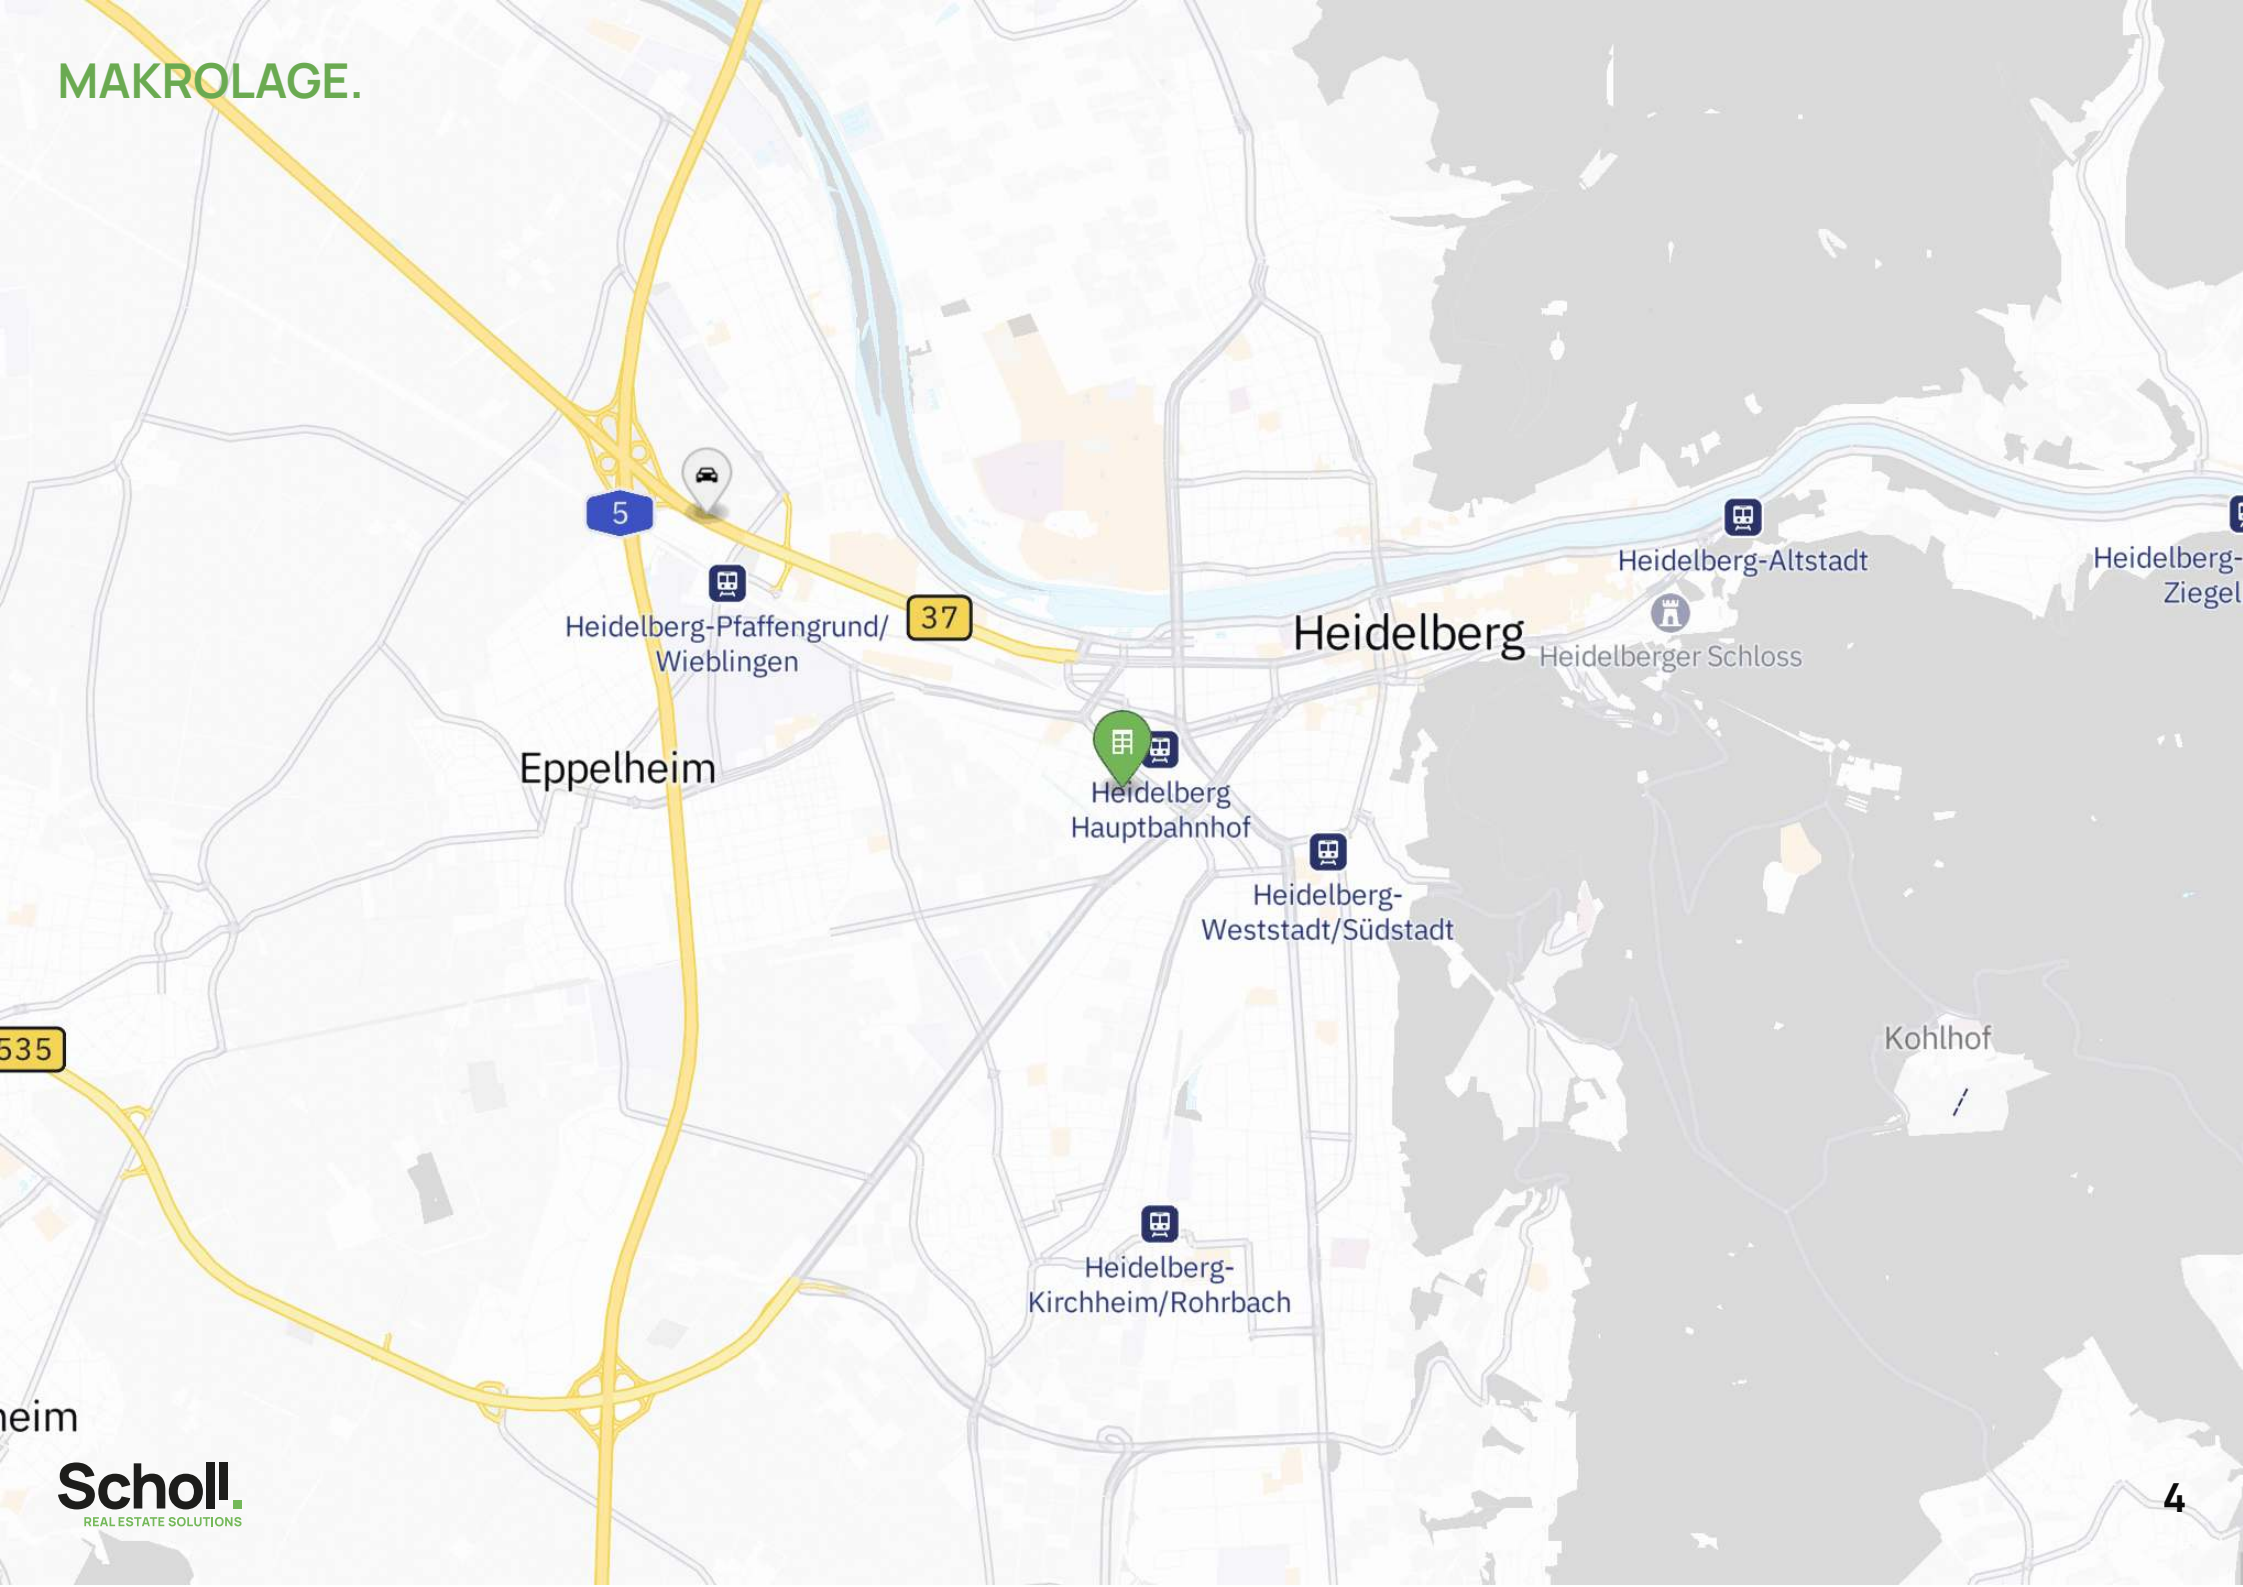 MAKROLAGE.
5
Heidelberg-Altstadt
Heidelberg-
Ziegel
Heidelberg-Pfaffengrund/
Wieblingen
37
Heidelberg
Heidelberger Schloss
Eppelheim
Heidelberg
Hauptbahnhof
Heidelberg-
Weststadt/Südstadt
535
Kohlhof
Heidelberg-
Kirchheim/Rohrbach
heim
Scholl.
REAL ESTATE SOLUTIONS
4